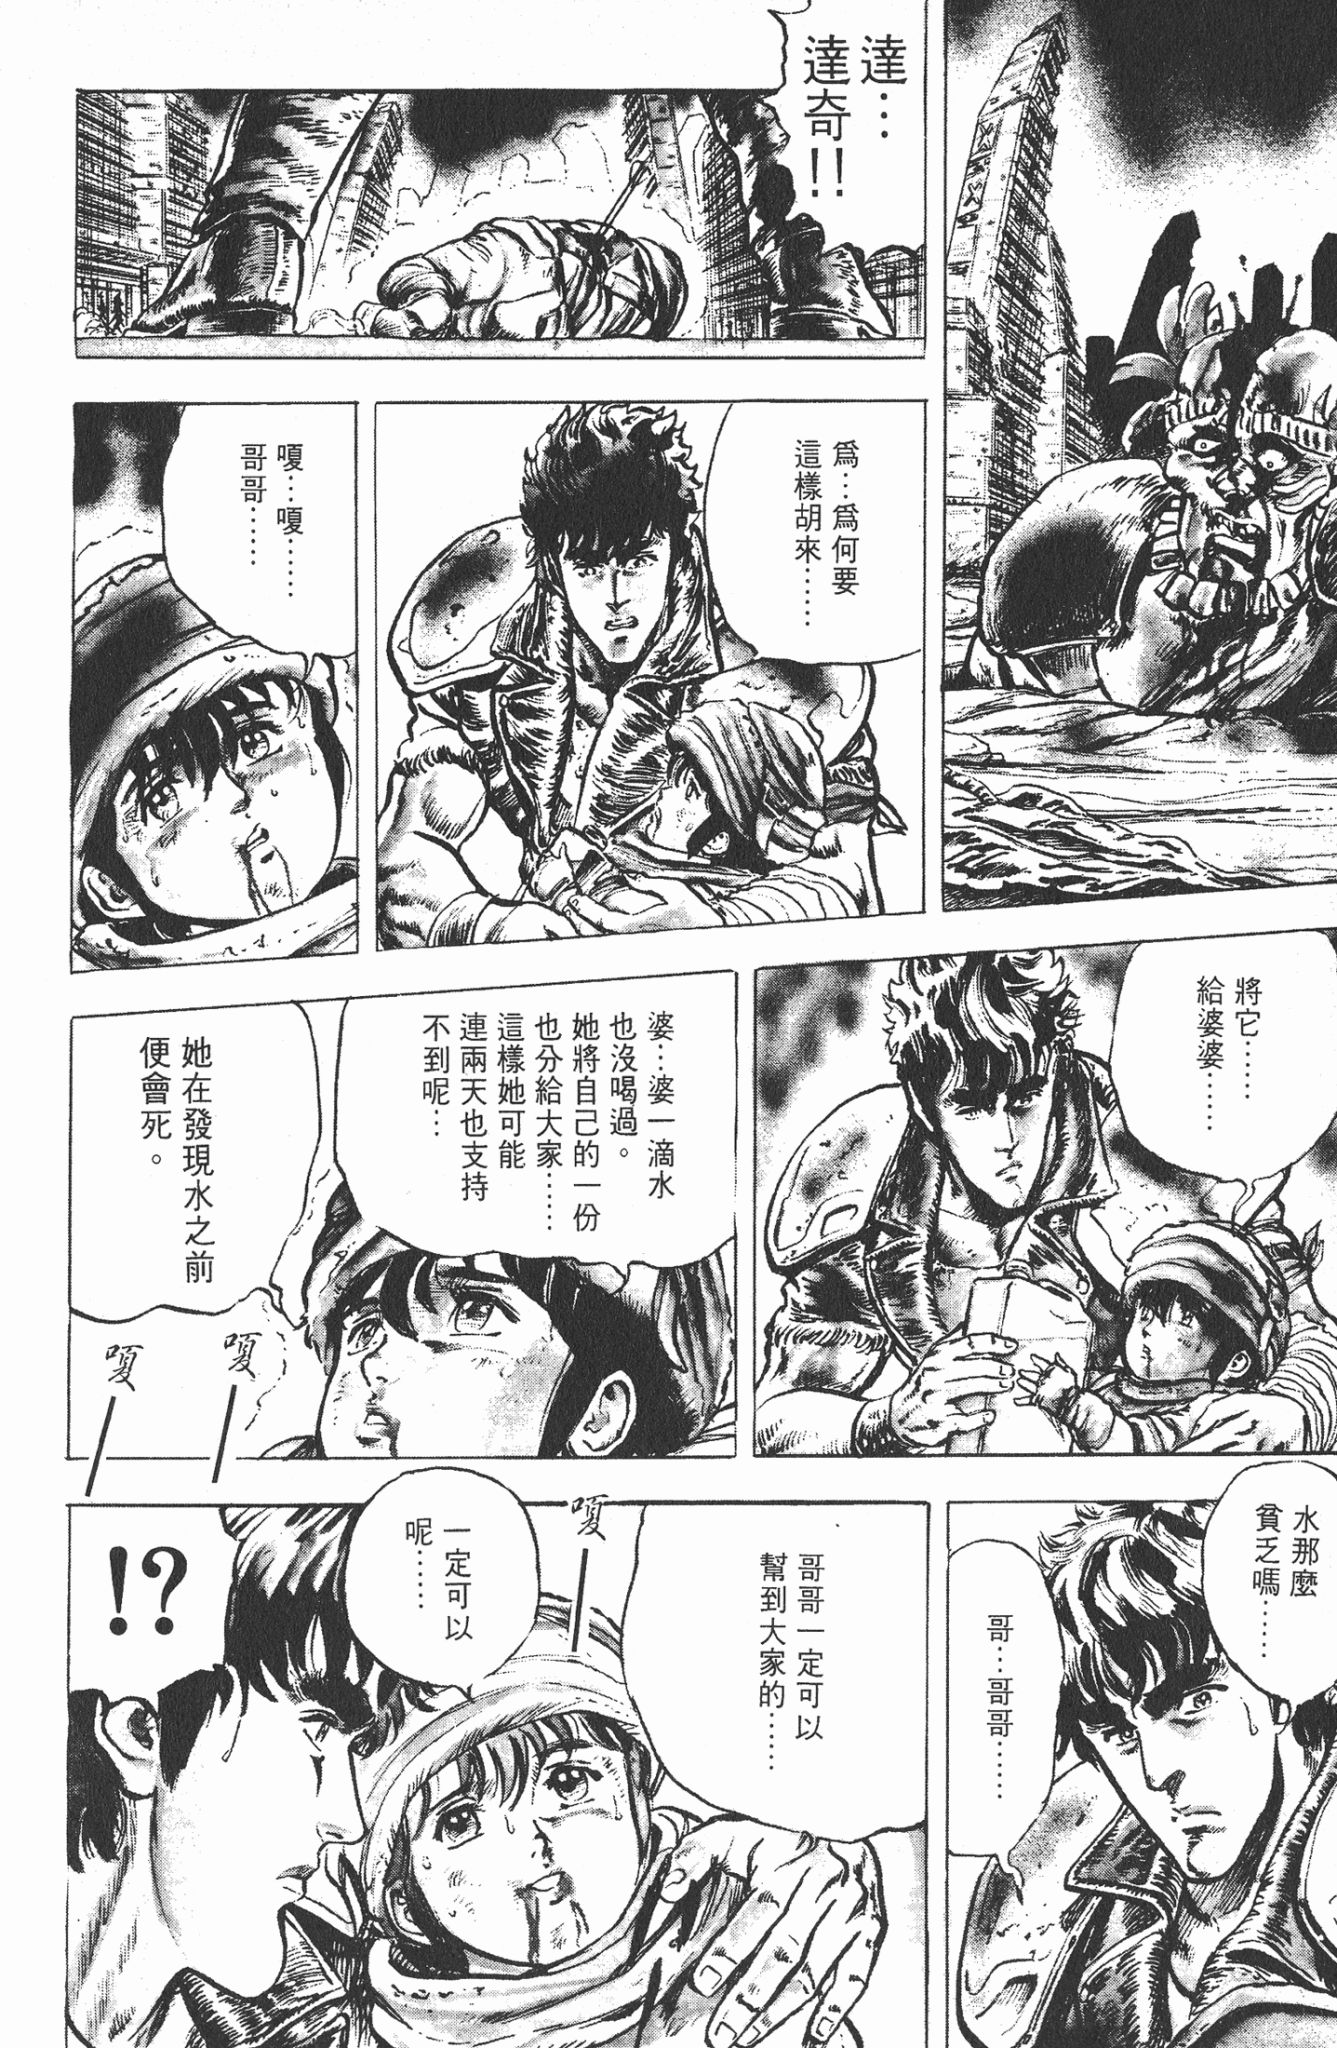 達…
達奇!!
為…為何要
這樣胡來……
嗄…嗄……
哥哥……
將它……
給婆婆……
婆…婆一滴水
也沒喝過。
她將自己的一份
也分給大家……
這樣她可能
連兩天也支持
不到呢…
她在發現水之前
便會死。
嗄
嗄
水那麼
貧乏嗎……
哥…哥哥……
哥哥一定可以
幫到大家的……
嗄
一定可以
呢……
!?